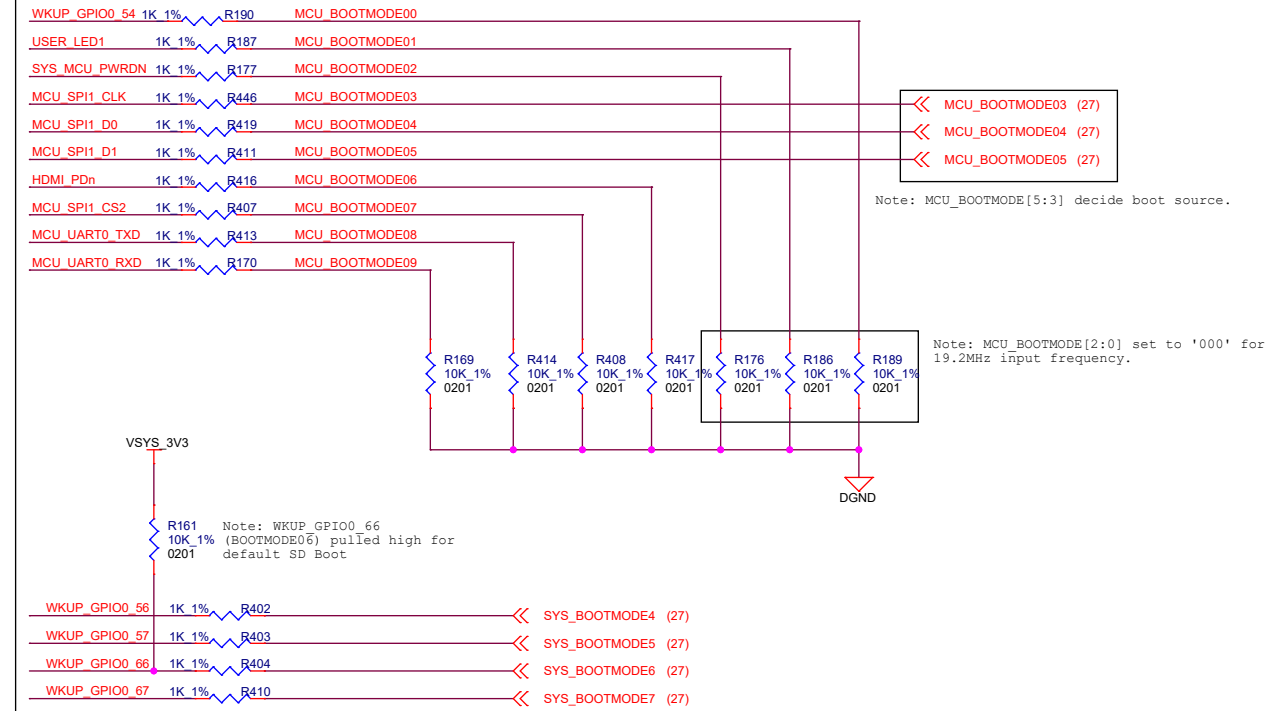 WKUP_GPIO0_54 1K_1% R190 MCU_BOOTMODE00
USER_LED1 1K_1% R187 MCU_BOOTMODE01
SYS_MCU_PWRDN 1K_1% R177 MCU_BOOTMODE02
MCU_SPI1_CLK 1K_1% R446 MCU_BOOTMODE03 MCU_BOOTMODE03 (27)
MCU_SPI1_D0 1K_1% R419 MCU_BOOTMODE04 MCU_BOOTMODE04 (27)
MCU_SPI1_D1 1K_1% R411 MCU_BOOTMODE05 MCU_BOOTMODE05 (27)
HDMI_PDn 1K_1% R416 MCU_BOOTMODE06
Note: MCU_BOOTMODE[5:3] decide boot source.
MCU_SPI1_CS2 1K_1% R407 MCU_BOOTMODE07
MCU_UART0_TXD 1K_1% R413 MCU_BOOTMODE08
MCU_UART0_RXD 1K_1% R170 MCU_BOOTMODE09
Note: MCU_BOOTMODE[2:0] set to '000' for
19.2MHz input frequency.
R169 R414 R408 R417 R176 R186 R189
10K_1% 10K_1% 10K_1% 10K_1% 10K_1% 10K_1% 10K_1%
0201 0201 0201 0201 0201 0201 0201
DGND
VSYS_3V3
R161
10K_1%
0201
Note: WKUP_GPIO0_66
(BOOTMODE06) pulled high for
default SD Boot
WKUP_GPIO0_56 1K_1% R402 SYS_BOOTMODE4 (27)
WKUP_GPIO0_57 1K_1% R403 SYS_BOOTMODE5 (27)
WKUP_GPIO0_66 1K_1% R404 SYS_BOOTMODE6 (27)
WKUP_GPIO0_67 1K_1% R410 SYS_BOOTMODE7 (27)